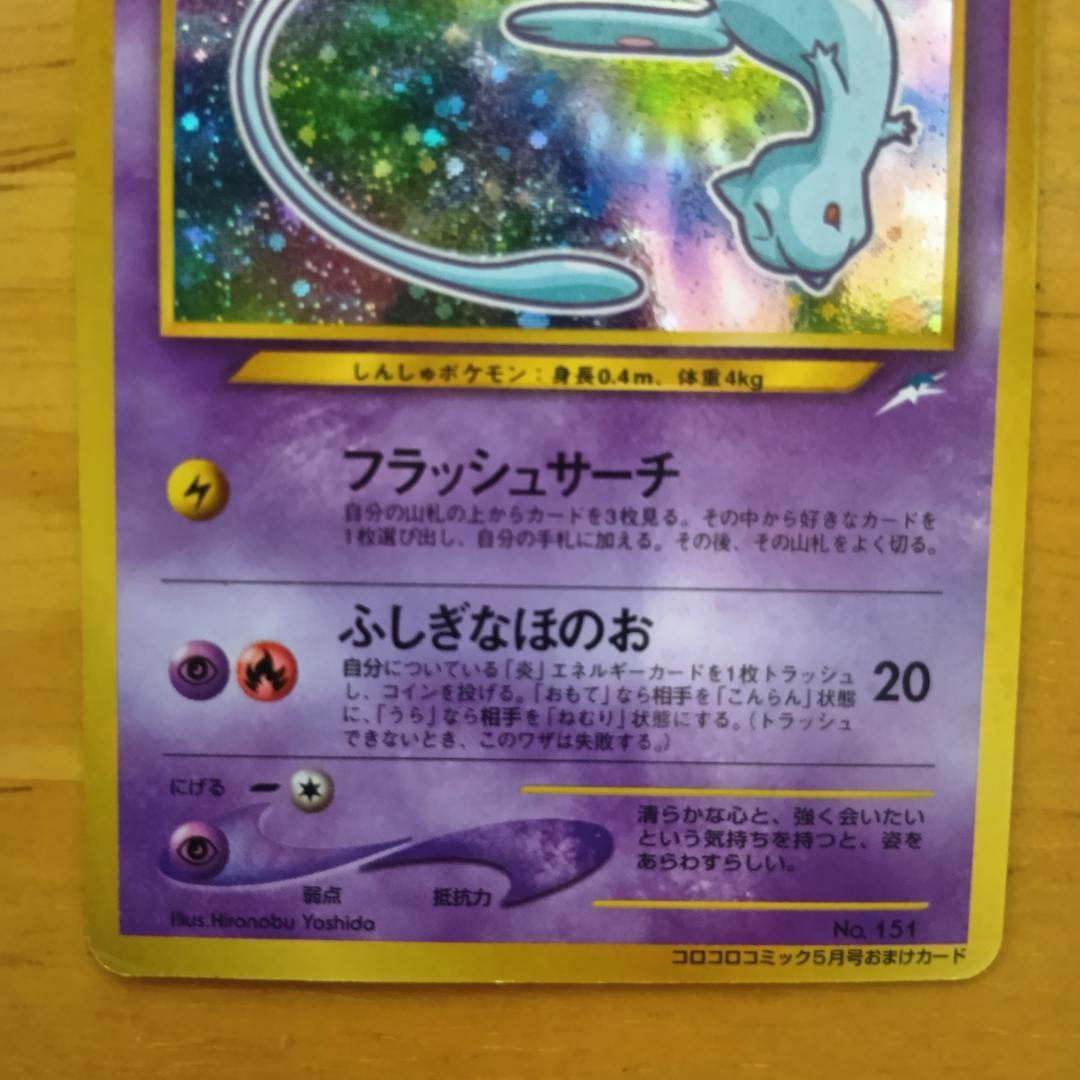 しんしゅポケモン：身長0.4m、体重4kg
フラッシュサーチ
自分の山札の上からカードを3枚見る。その中から好きなカードを
1枚選び出し、自分の手札に加える。その後、その山札をよく切る。
ふしぎなほのお
自分についている「炎」エネルギーカードを1枚トラッシュ
し、コインを投げる。「おもて」なら相手を「こんらん」状態
に、「うら」なら相手を「ねむり」状態にする。（トラッシュ
できないとき、このワザは失敗する。）
20
にげる
清らかな心と、強く会いたい
という気持ちを持つと、姿を
あらわすらしい。
弱点
抵抗力
Illus.Hironobu Yoshida
No. 151
コロコロコミック5月号おまけカード